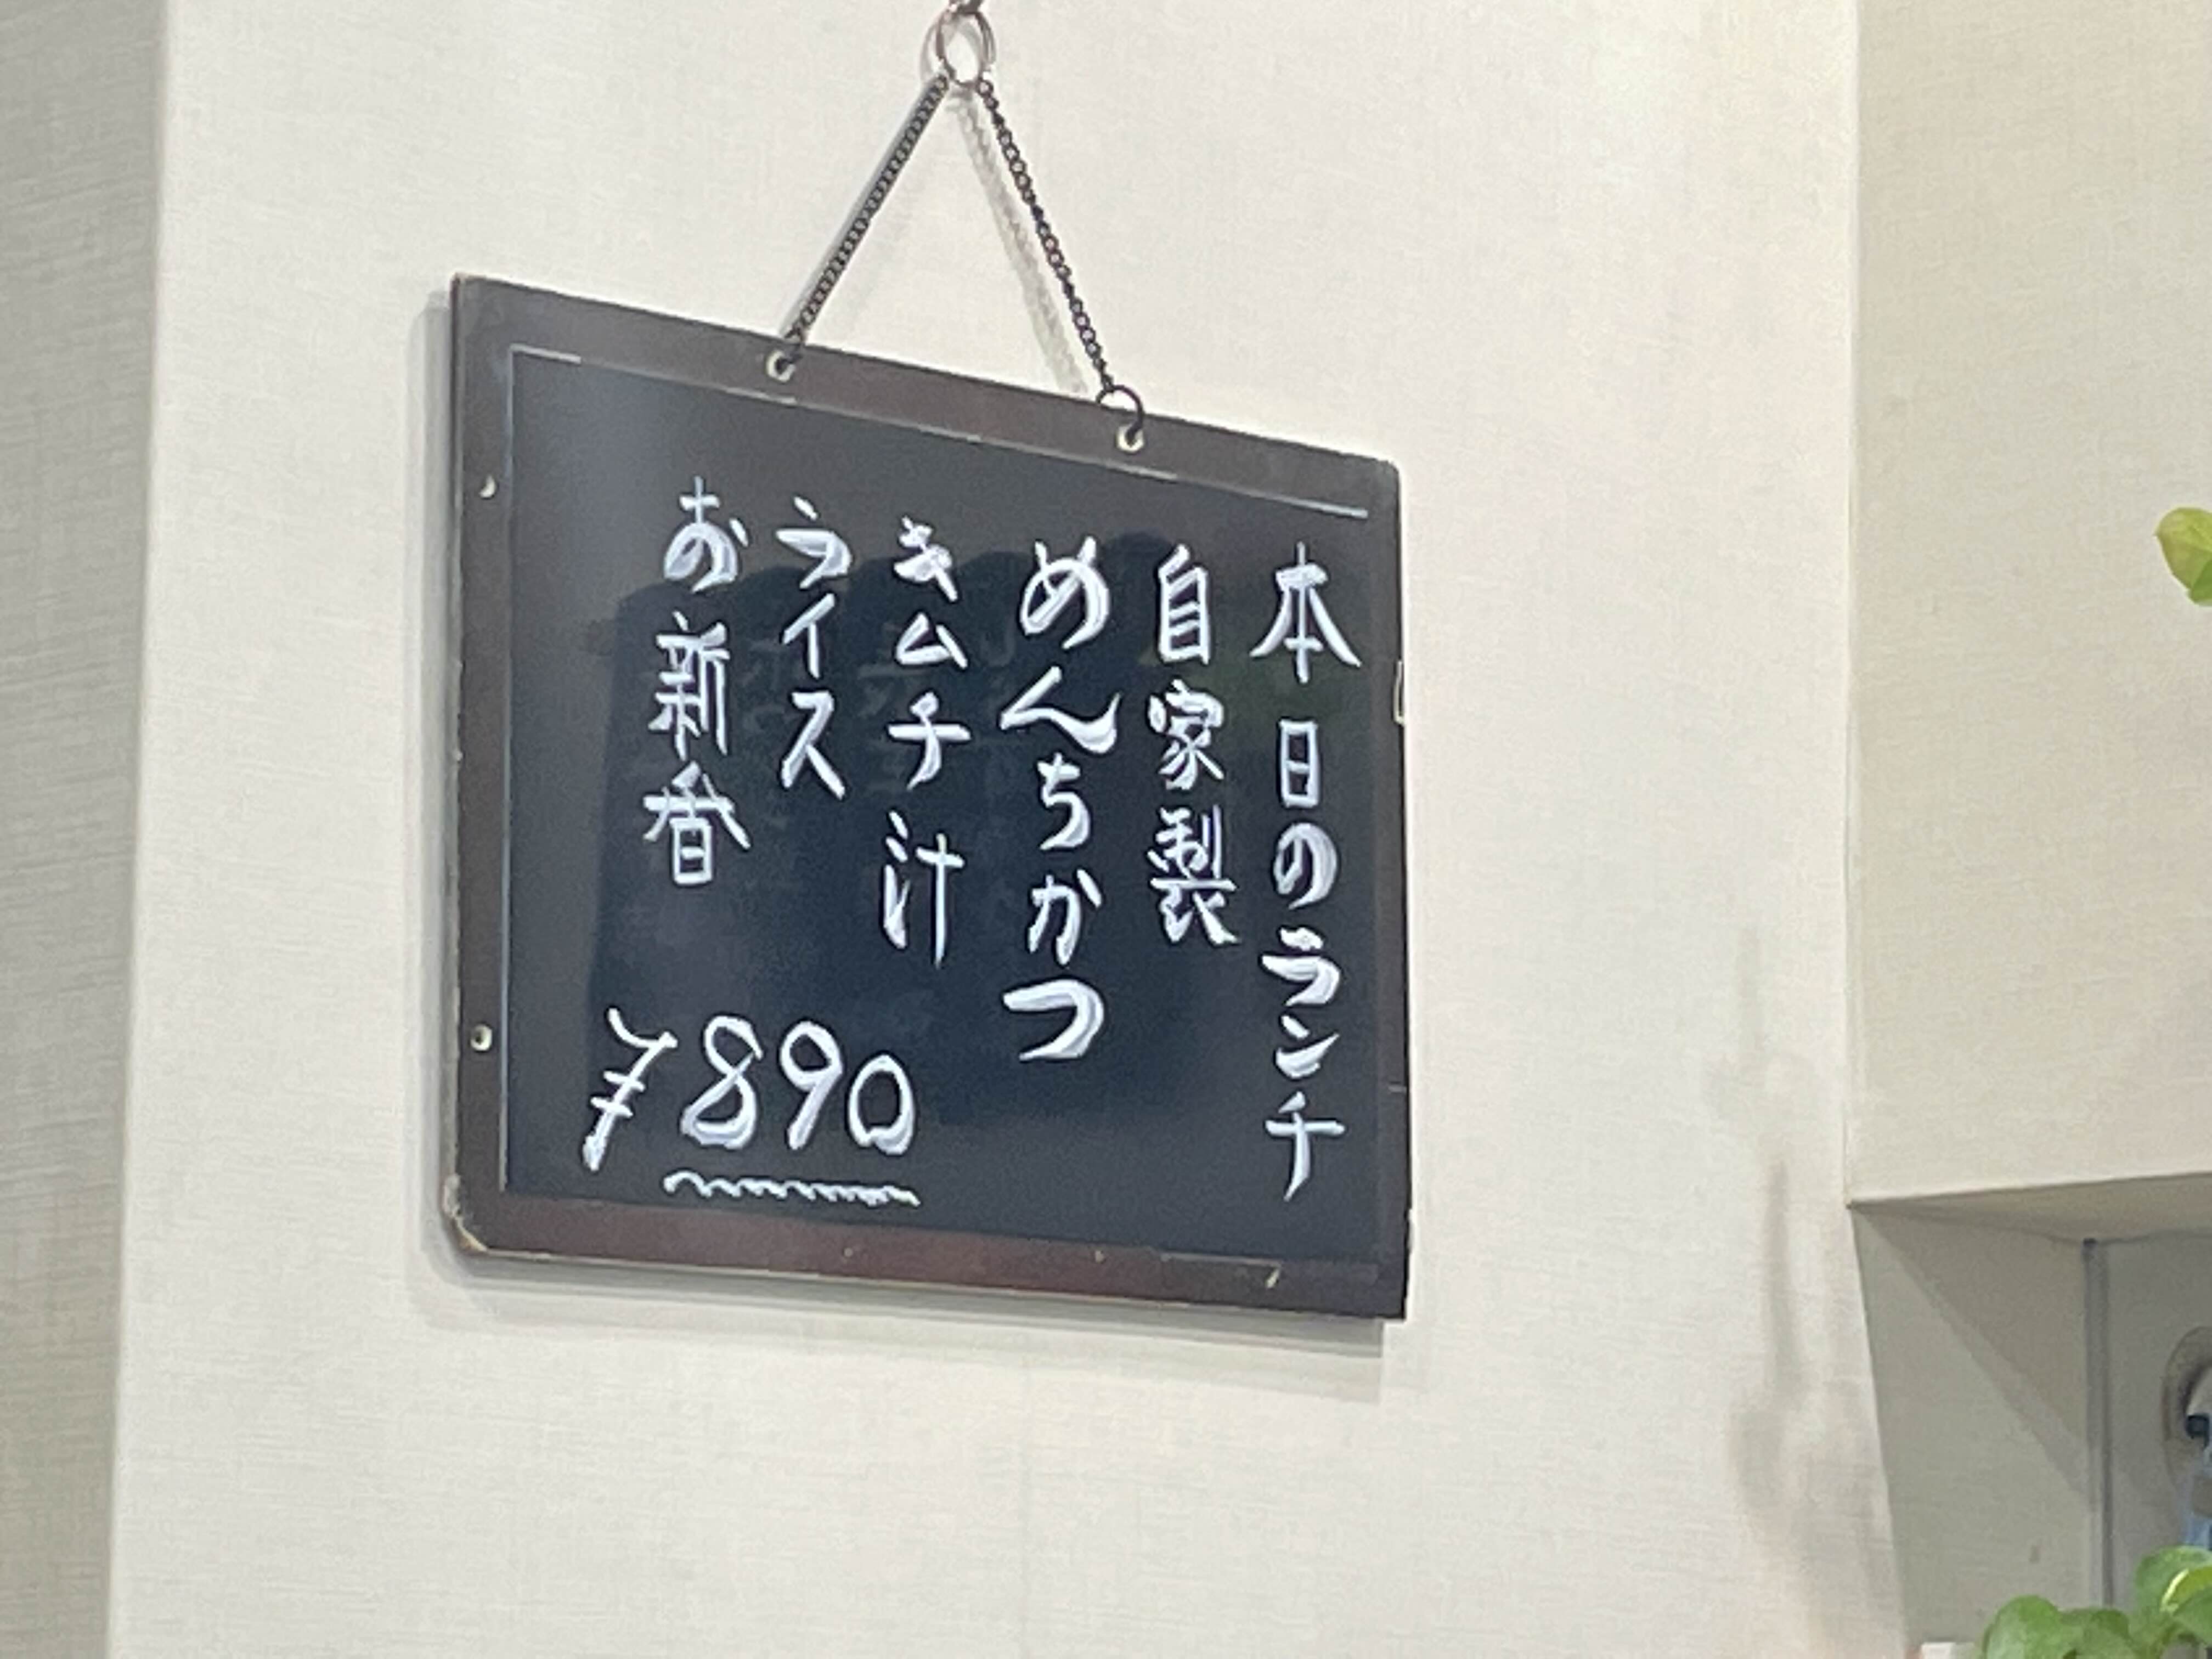 本日のランチ
自家製
めんちかつ
キムチ汁
ライス
お新香
¥890